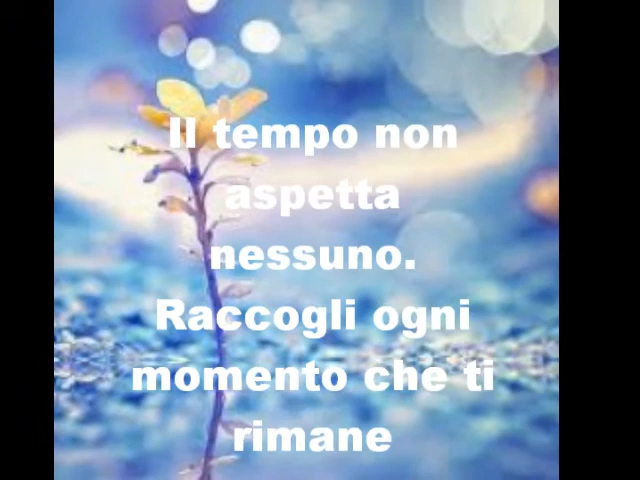 Il tempo non
aspetta
nessuno.
Raccogli ogni
momento che ti
rimane